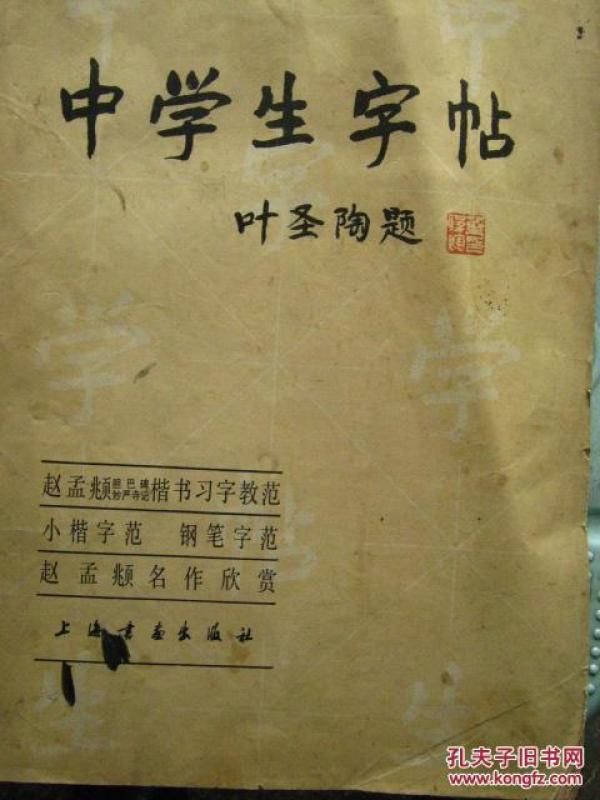 中学生字帖
叶圣陶题
赵孟頫胆巴碑妙严寺记楷书习字教范
小楷字范 钢笔字范
赵孟頫名作欣赏
上海书画出版社
孔夫子旧书网
www.kongfz.com